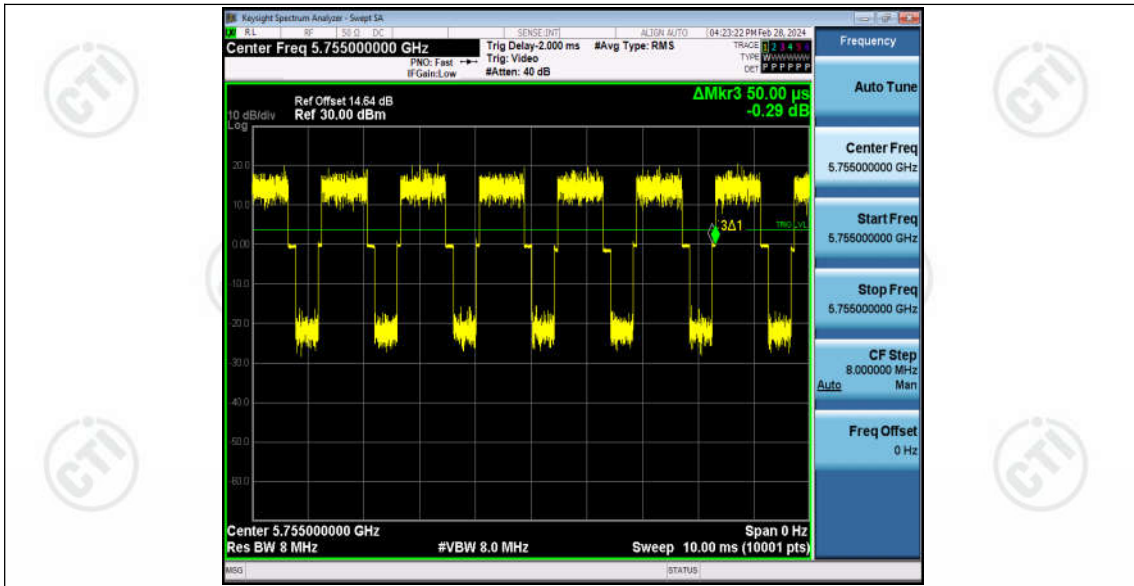 Keysight Spectrum Analyzer - Swept SA
RL RF 50 Ω DC SENSE:INT ALIGN AUTO 04:23:22 PM Feb 28, 2024
Center Freq 5.755000000 GHz
PNO: Fast
IFGain:Low
Trig Delay-2.000 ms
Trig: Video
#Atten: 40 dB
#Avg Type: RMS
TRACE 1 2 3 4 5 6
TYPE W
DET P P P P P P
Ref Offset 14.64 dB
Ref 30.00 dBm
10 dB/div
Log
ΔMkr3 50.00 µs
-0.29 dB
20.0
10.0
0.00
-10.0
-20.0
-30.0
-40.0
-50.0
-60.0
3Δ1
TRIG LVL
Center 5.755000000 GHz
Res BW 8 MHz
#VBW 8.0 MHz
Span 0 Hz
Sweep 10.00 ms (10001 pts)
MSG
STATUS
Frequency
Auto Tune
Center Freq
5.755000000 GHz
Start Freq
5.755000000 GHz
Stop Freq
5.755000000 GHz
CF Step
8.000000 MHz
Auto Man
Freq Offset
0 Hz
CTI
CTI
CTI
CTI